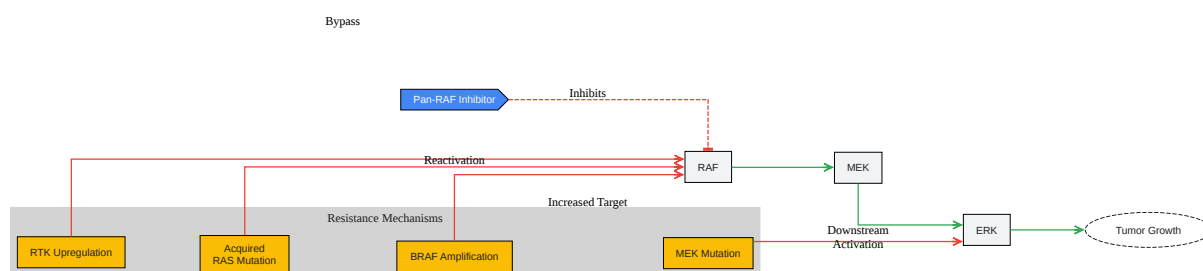 Bypass
Pan-RAF Inhibitor
Inhibits
Reactivation
RAF
MEK
Increased Target
Resistance Mechanisms
RTK Upregulation
Acquired
RAS Mutation
BRAF Amplification
MEK Mutation
Downstream
Activation
ERK
Tumor Growth